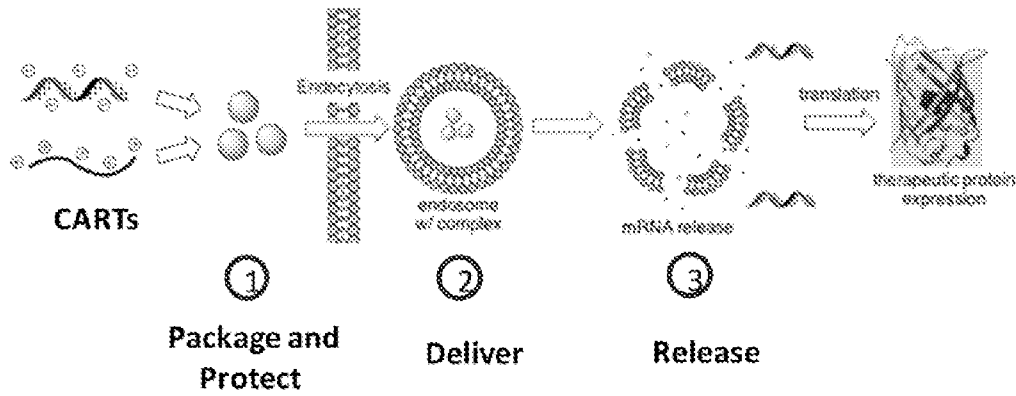 Endocytosis
translation
endosome
w/ complex
mRNA release
therapeutic protein
expression
CARTs
1
2
3
Package and
Protect
Deliver
Release